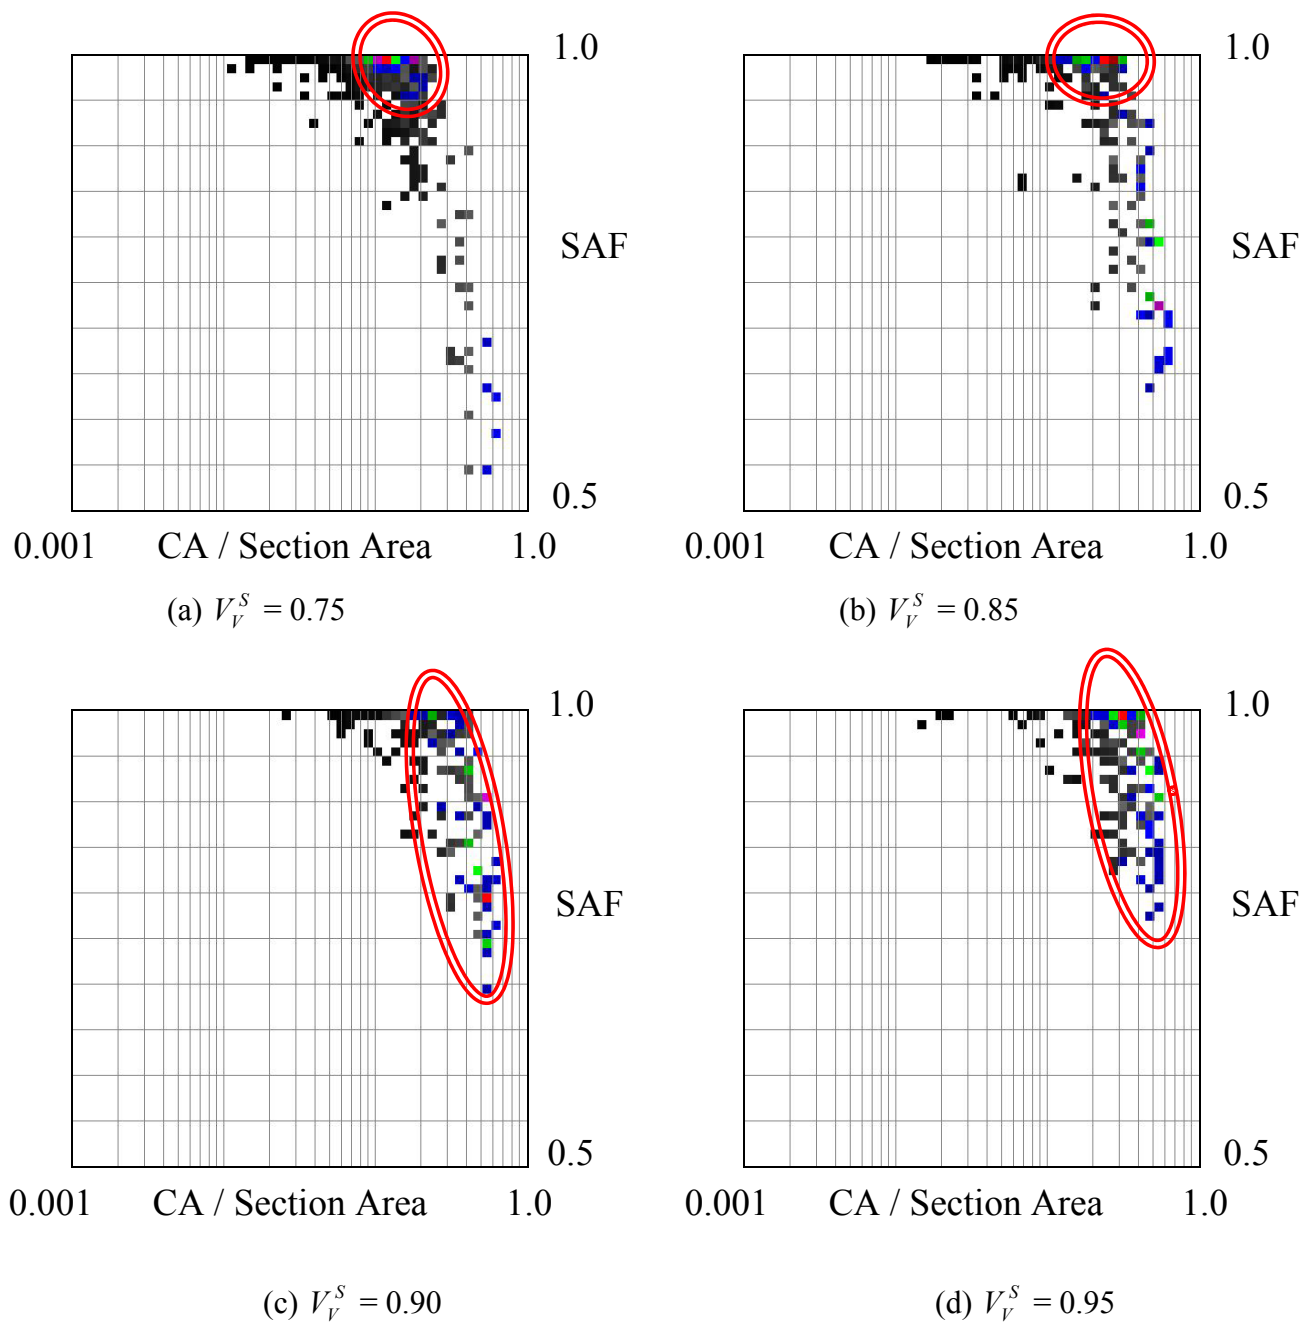 1.0 1.0
SAF SAF
0.5 0.5
0.001 CA / Section Area 1.0 0.001 CA / Section Area 1.0
(a) V_V^S = 0.75 (b) V_V^S = 0.85
1.0 1.0
SAF SAF
0.5 0.5
0.001 CA / Section Area 1.0 0.001 CA / Section Area 1.0
(c) V_V^S = 0.90 (d) V_V^S = 0.95